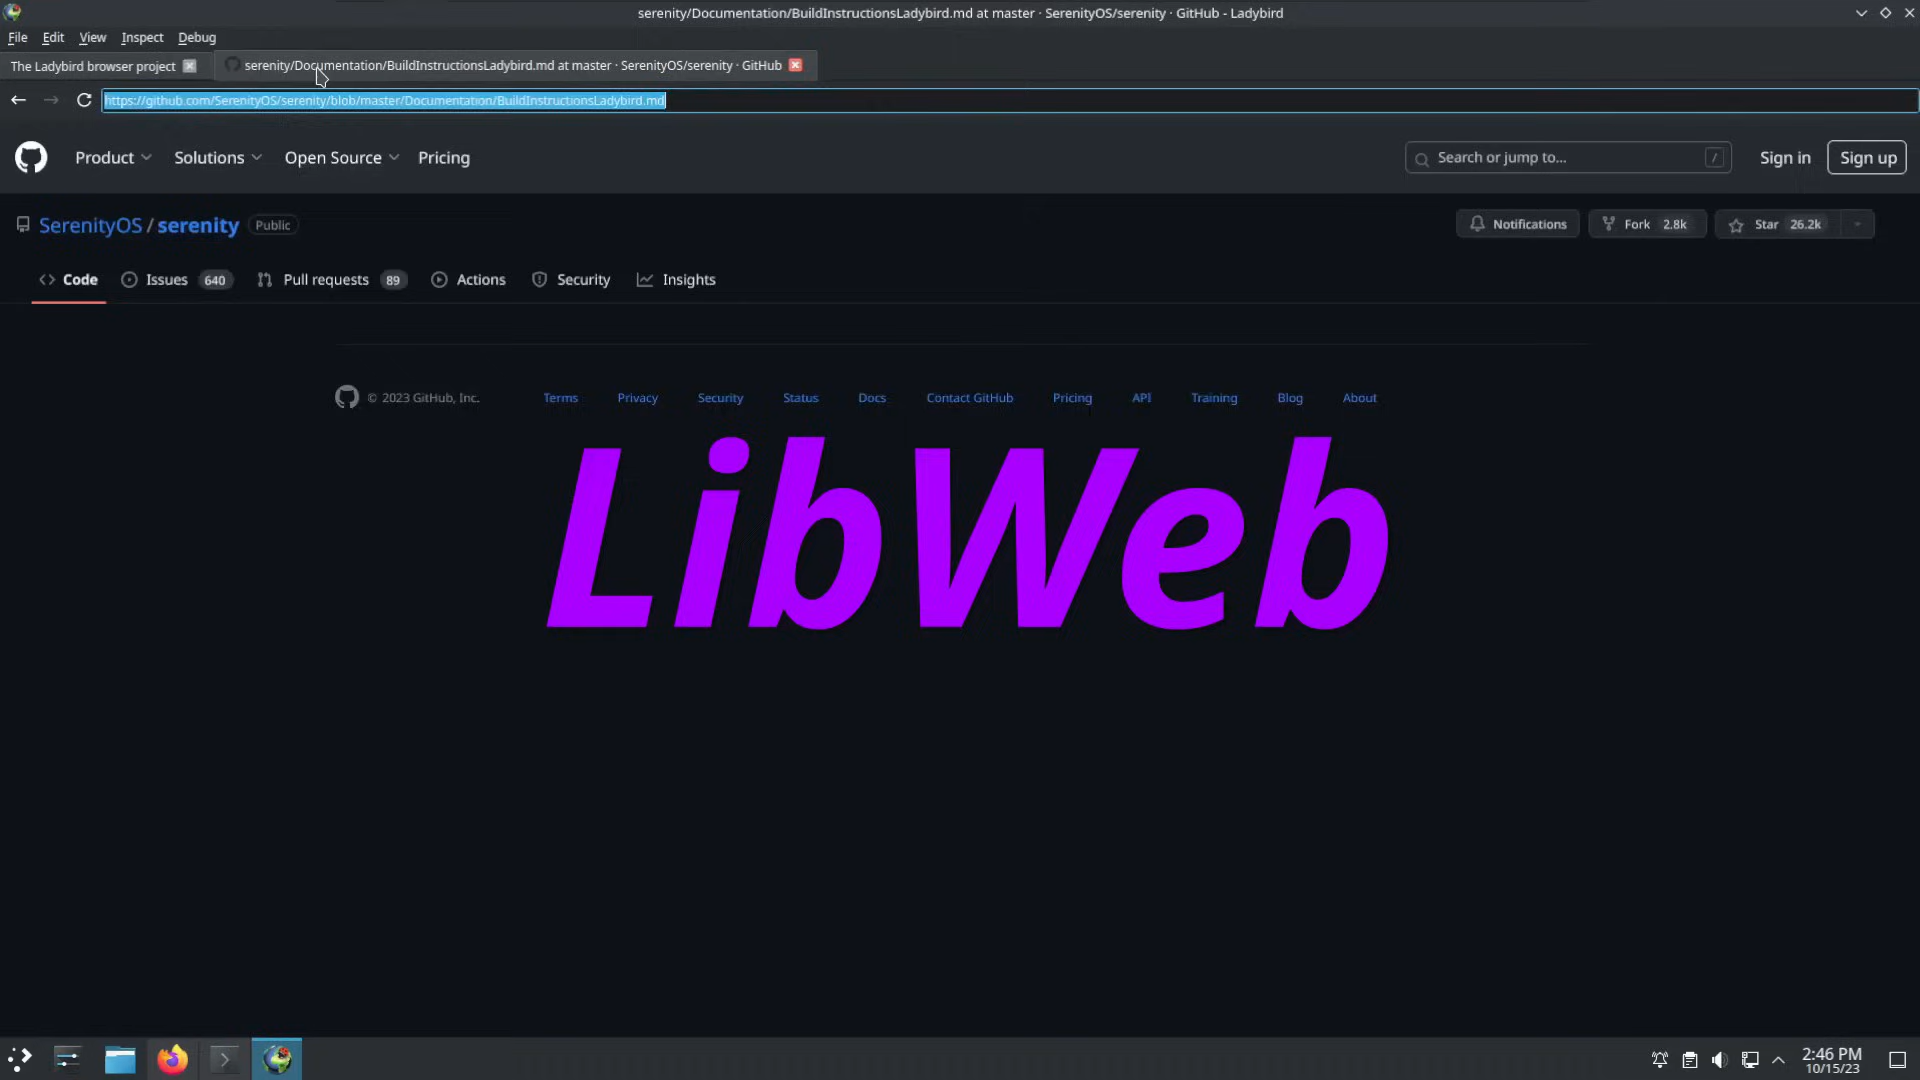 serenity/Documentation/BuildInstructionsLadybird.md at master · SerenityOS/serenity · GitHub - Ladybird
File Edit View Inspect Debug
The Ladybird browser project serenity/Documentation/BuildInstructionsLadybird.md at master · SerenityOS/serenity · GitHub
https://github.com/SerenityOS/serenity/blob/master/Documentation/BuildInstructionsLadybird.md
Product Solutions Open Source Pricing Search or jump to... / Sign in Sign up
SerenityOS / serenity Public Notifications Fork 2.8k Star 26.2k
Code Issues 640 Pull requests 89 Actions Security Insights
© 2023 GitHub, Inc. Terms Privacy Security Status Docs Contact GitHub Pricing API Training Blog About
LibWeb
2:46 PM
10/15/23